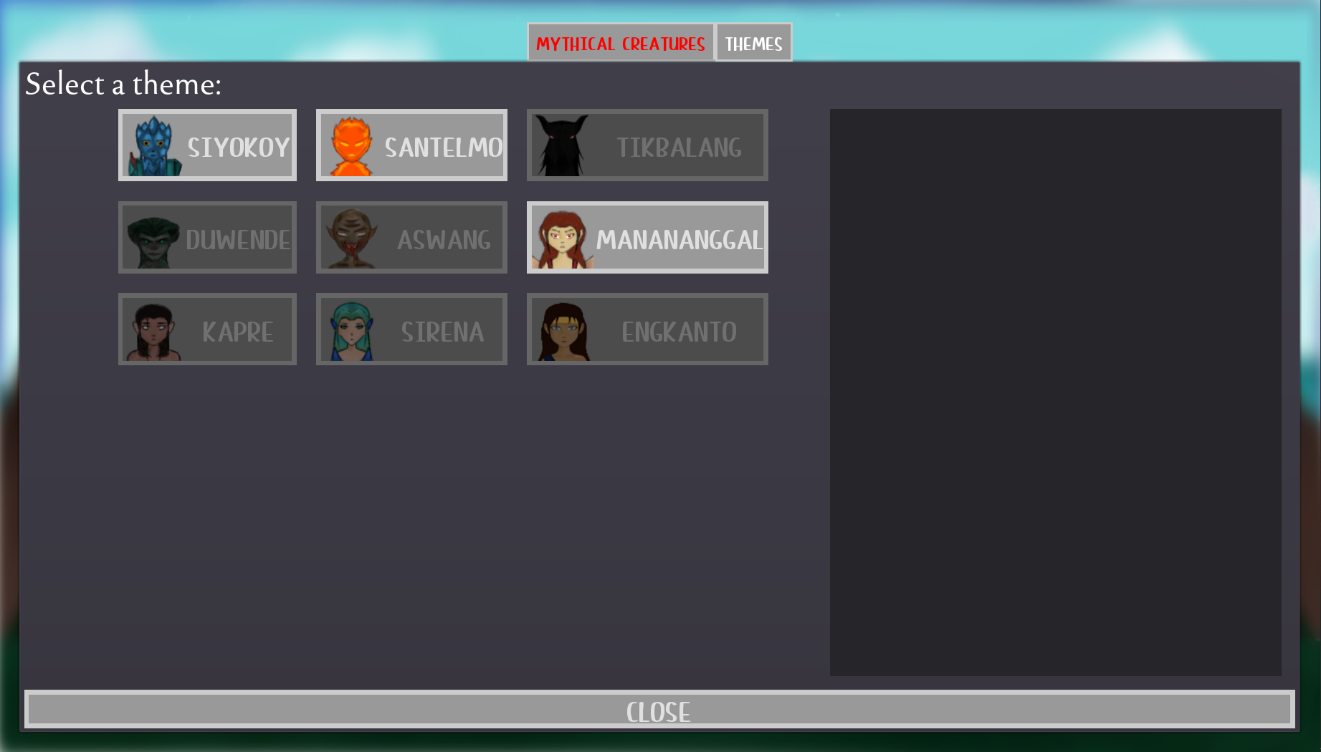 MYTHICAL CREATURES THEMES
Select a theme:
SIYOKOY SANTELMO TIKBALANG
DUWENDE ASWANG MANANANGGAL
KAPRE SIRENA ENGKANTO
CLOSE